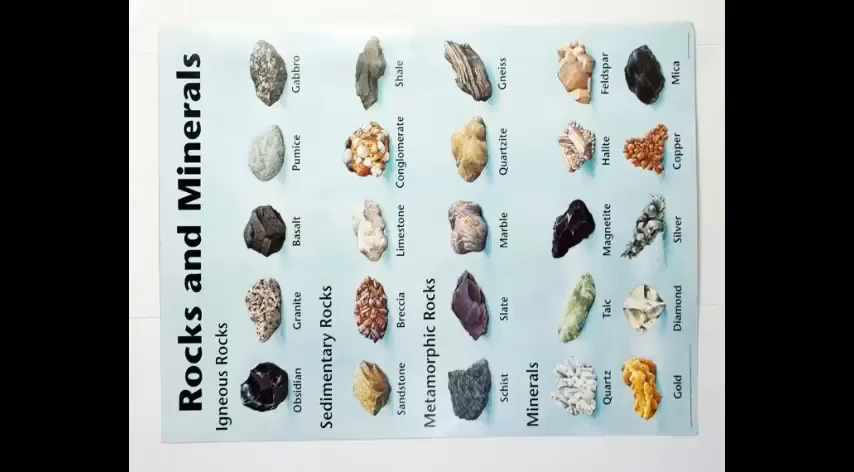 Rocks and Minerals
Igneous Rocks
Obsidian Granite Basalt Pumice Gabbro
Sedimentary Rocks
Sandstone Breccia Limestone Conglomerate Shale
Metamorphic Rocks
Schist Slate Marble Quartzite Gneiss
Minerals
Quartz Talc Magnetite Halite Feldspar
Gold Diamond Silver Copper Mica